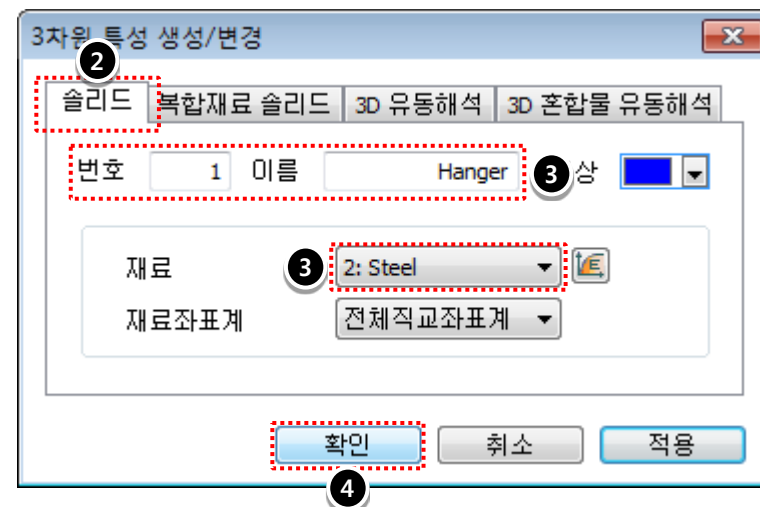 3차원 특성 생성/변경
2
솔리드 복합재료 솔리드 3D 유동해석 3D 혼합물 유동해석
번호 1 이름 Hanger 3 상
재료 3 2: Steel
재료좌표계 전체직교좌표계
확인 취소 적용
4